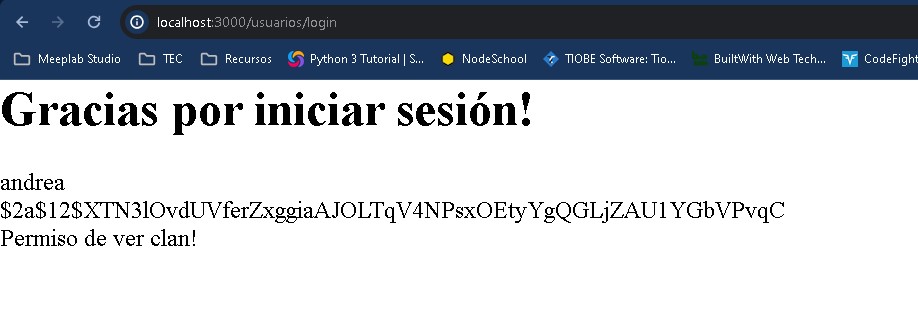 localhost:3000/usuarios/login
Meeplab Studio TEC Recursos Python 3 Tutorial | S... NodeSchool TIOBE Software: Tio... BuiltWith Web Tech... CodeFight
Gracias por iniciar sesión!
andrea
$2a$12$XTN3lOvdUVferZxggiaAJOLTqV4NPsxOEtyYgQGLjZAU1YGbVPvqC
Permiso de ver clan!